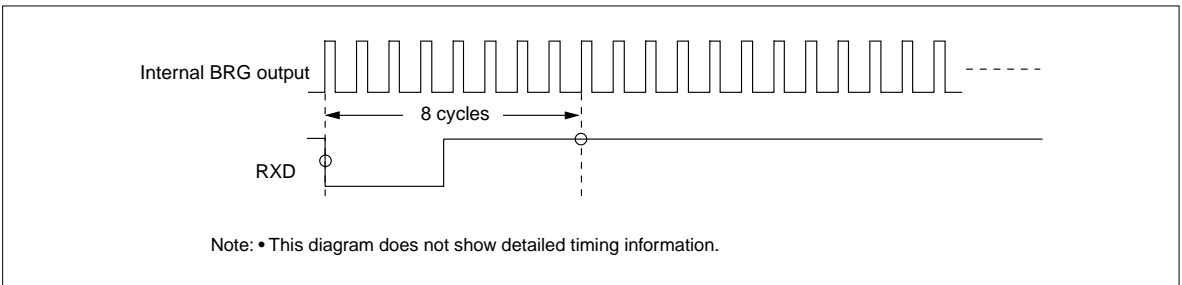 Internal BRG output
8 cycles
RXD
Note: • This diagram does not show detailed timing information.